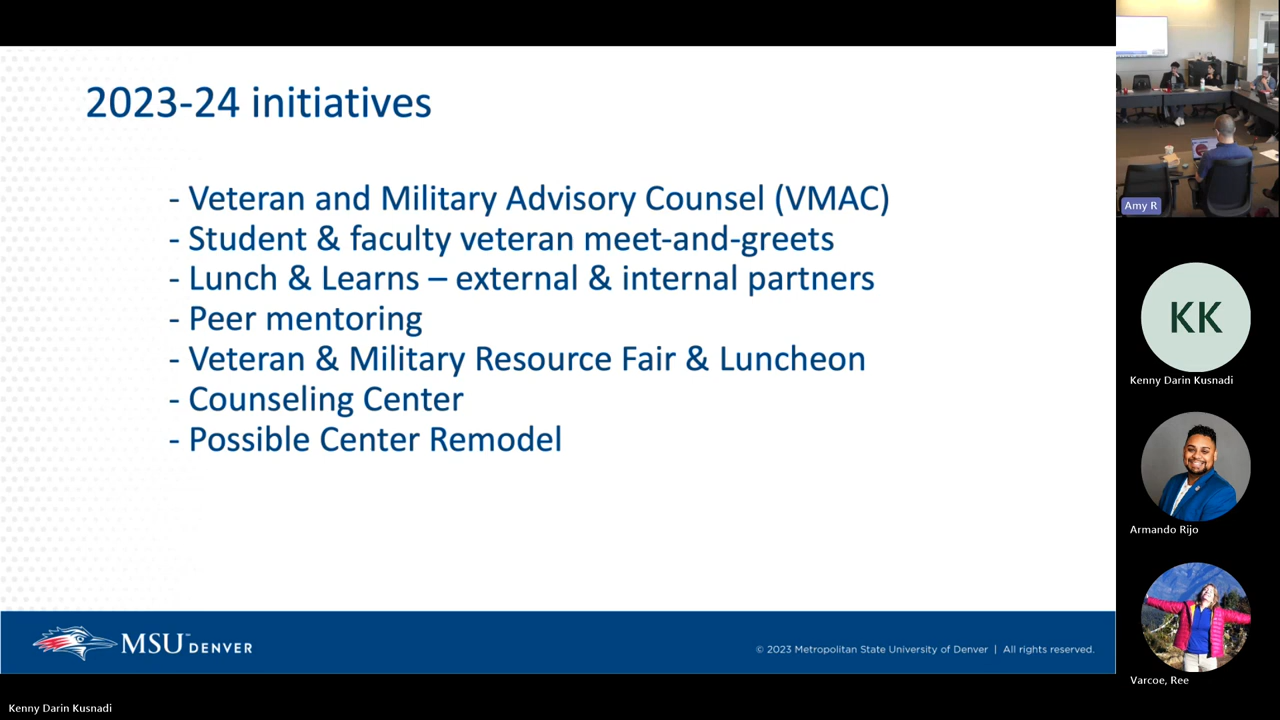 2023-24 initiatives
- Veteran and Military Advisory Counsel (VMAC)
- Student & faculty veteran meet-and-greets
- Lunch & Learns – external & internal partners
- Peer mentoring
- Veteran & Military Resource Fair & Luncheon
- Counseling Center
- Possible Center Remodel
MSU DENVER
© 2023 Metropolitan State University of Denver | All rights reserved.
Amy R
KK
Kenny Darin Kusnadi
Armando Rijo
Varcoe, Ree
Kenny Darin Kusnadi